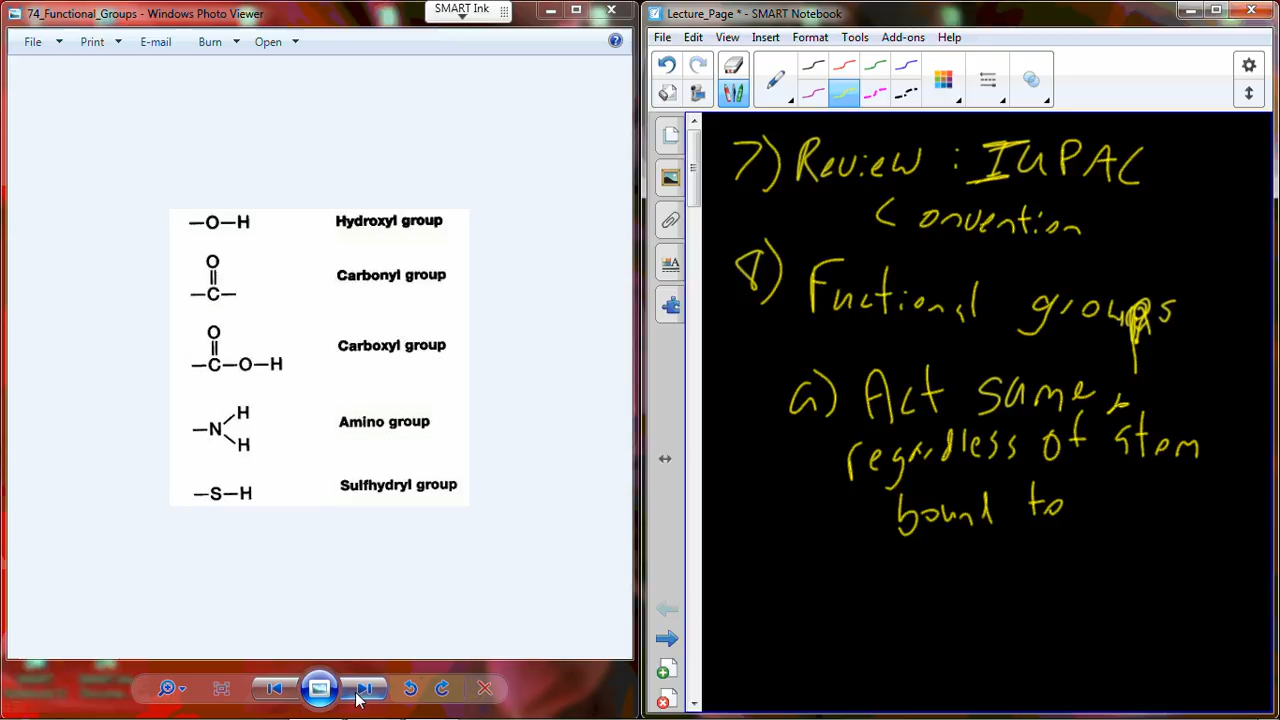 74_Functional_Groups - Windows Photo Viewer
SMART Ink
File Print E-mail Burn Open
—O—H Hydroxyl group
O
—C— Carbonyl group
O
—C—O—H Carboxyl group
H
—N Amino group
H
—S—H Sulfhydryl group
Lecture_Page * - SMART Notebook
File Edit View Insert Format Tools Add-ons Help
7) Review : IUPAC
Convention
8) Fuctional groups
a) Act same,
regardless of atom
bound to